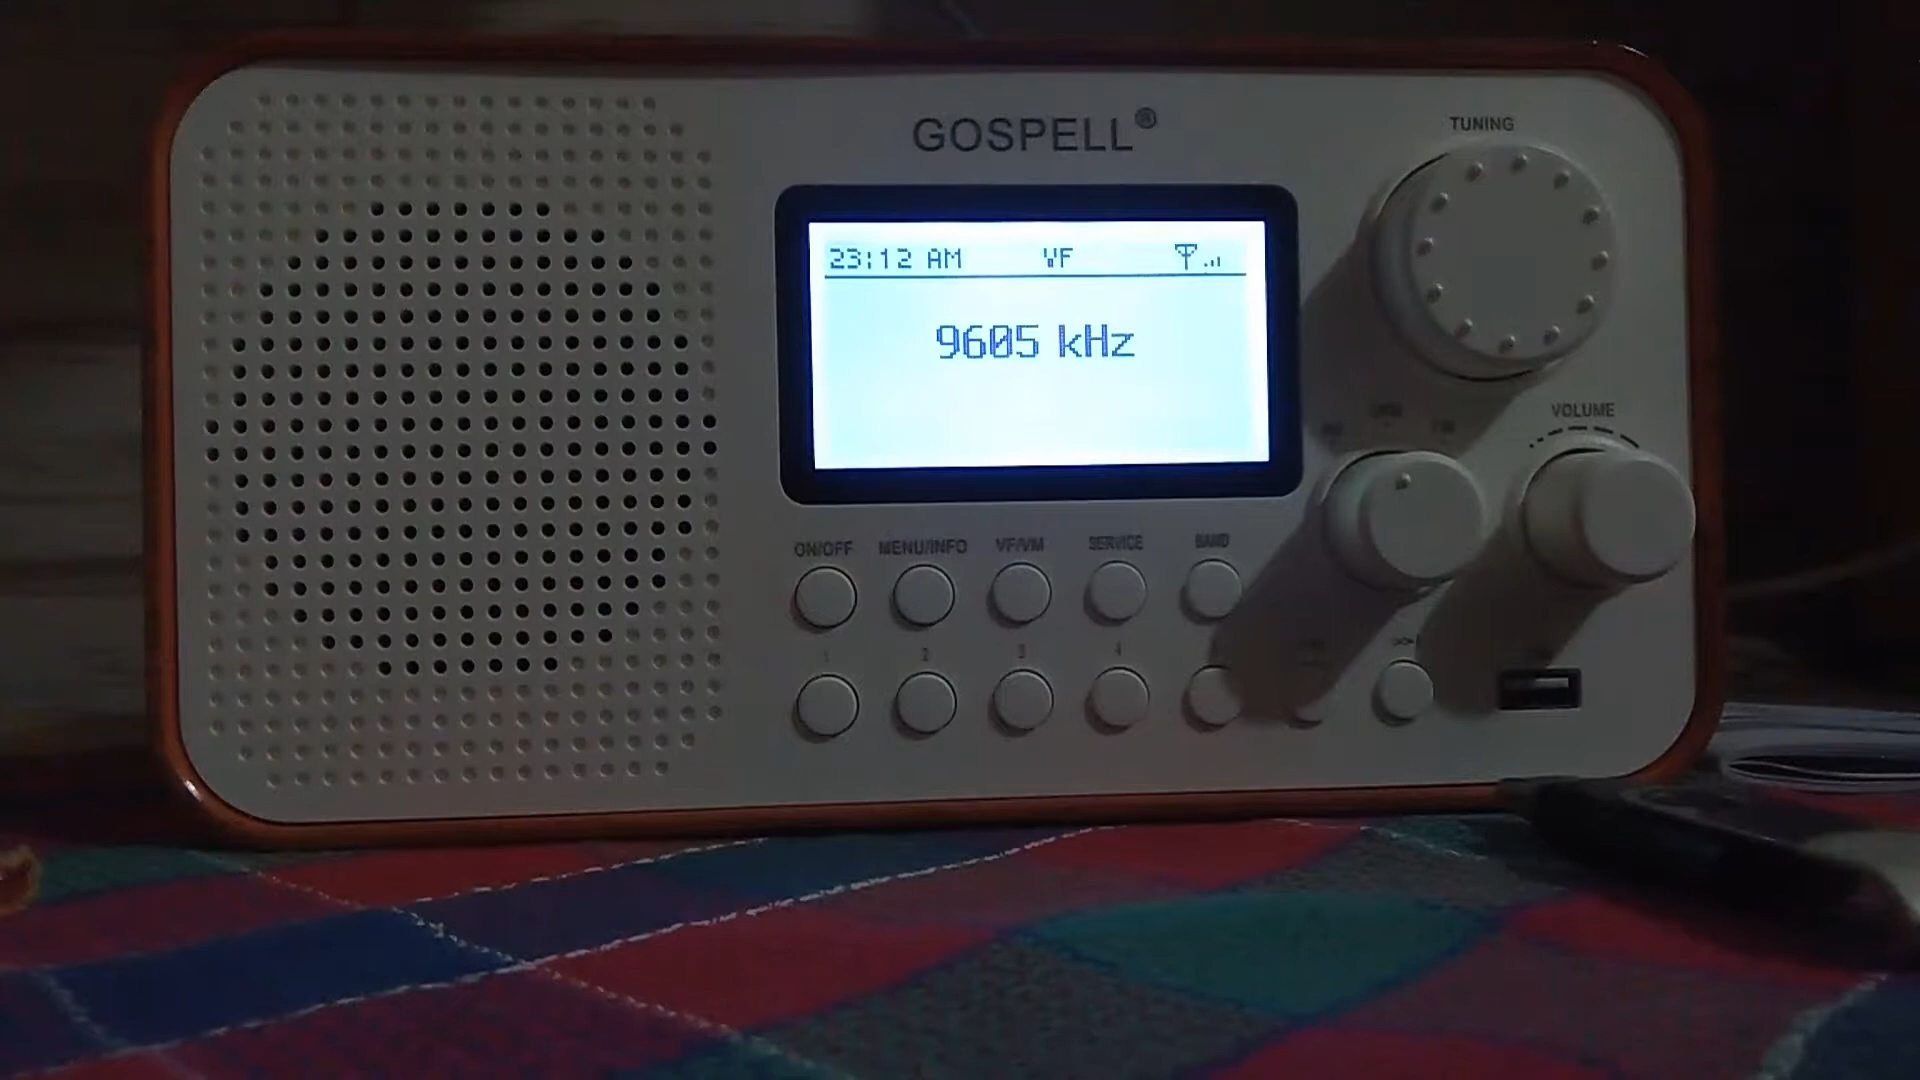 GOSPELL®
TUNING
23:12 AM VF
9605 kHz
VOLUME
ON/OFF MENU/INFO VF/VM SERVICE BAND
1 2 3 4